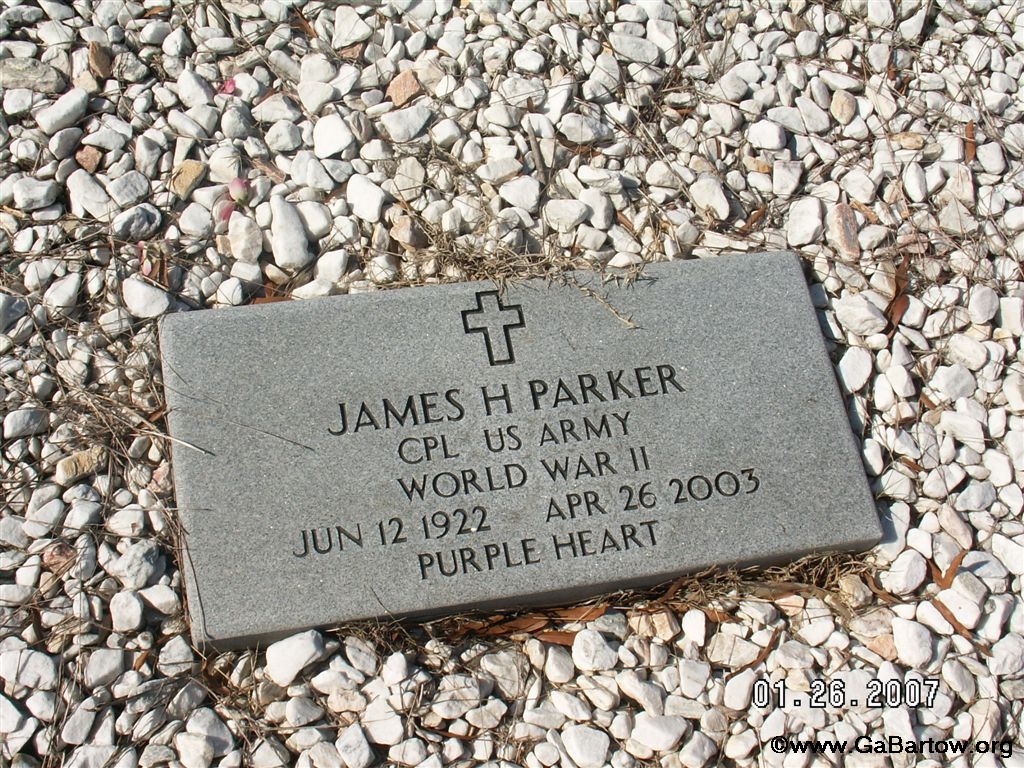 JAMES H PARKER
CPL US ARMY
WORLD WAR II
JUN 12 1922 APR 26 2003
PURPLE HEART
01.26.2007
©www.GaBartow.org